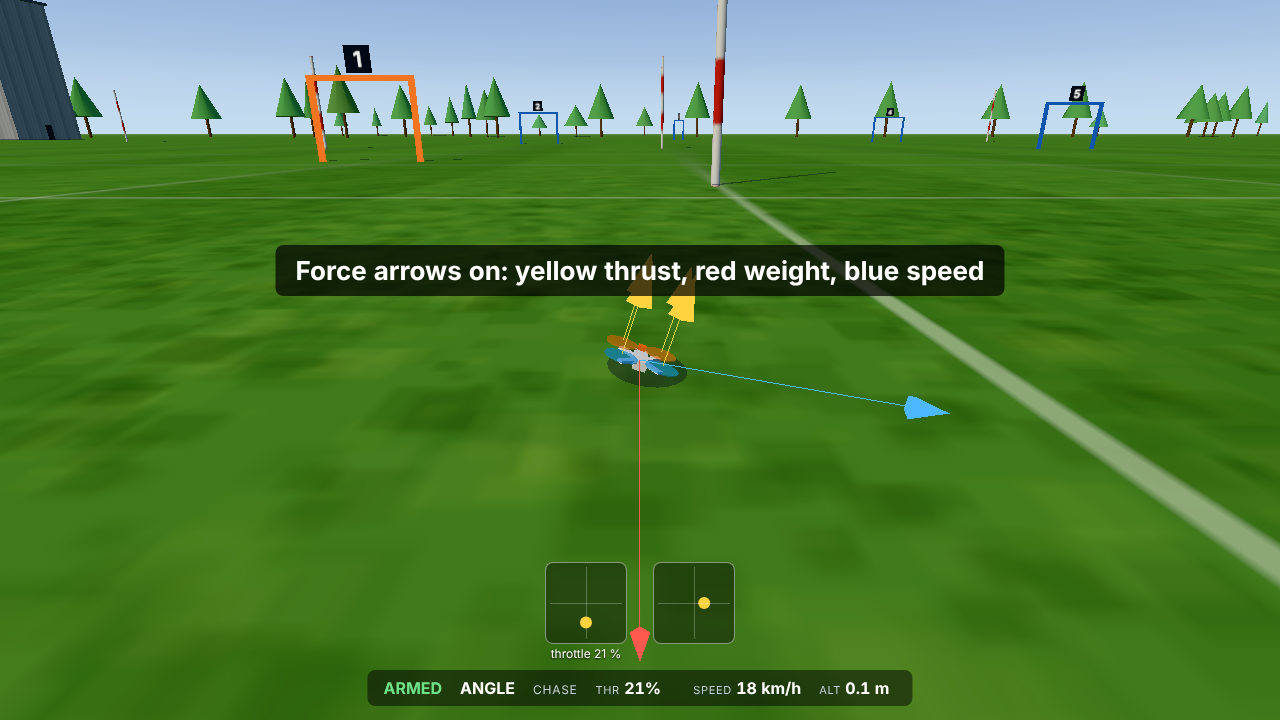 1
2
5
Force arrows on: yellow thrust, red weight, blue speed
throttle 21 %
ARMED ANGLE CHASE THR 21% SPEED 18 km/h ALT 0.1 m